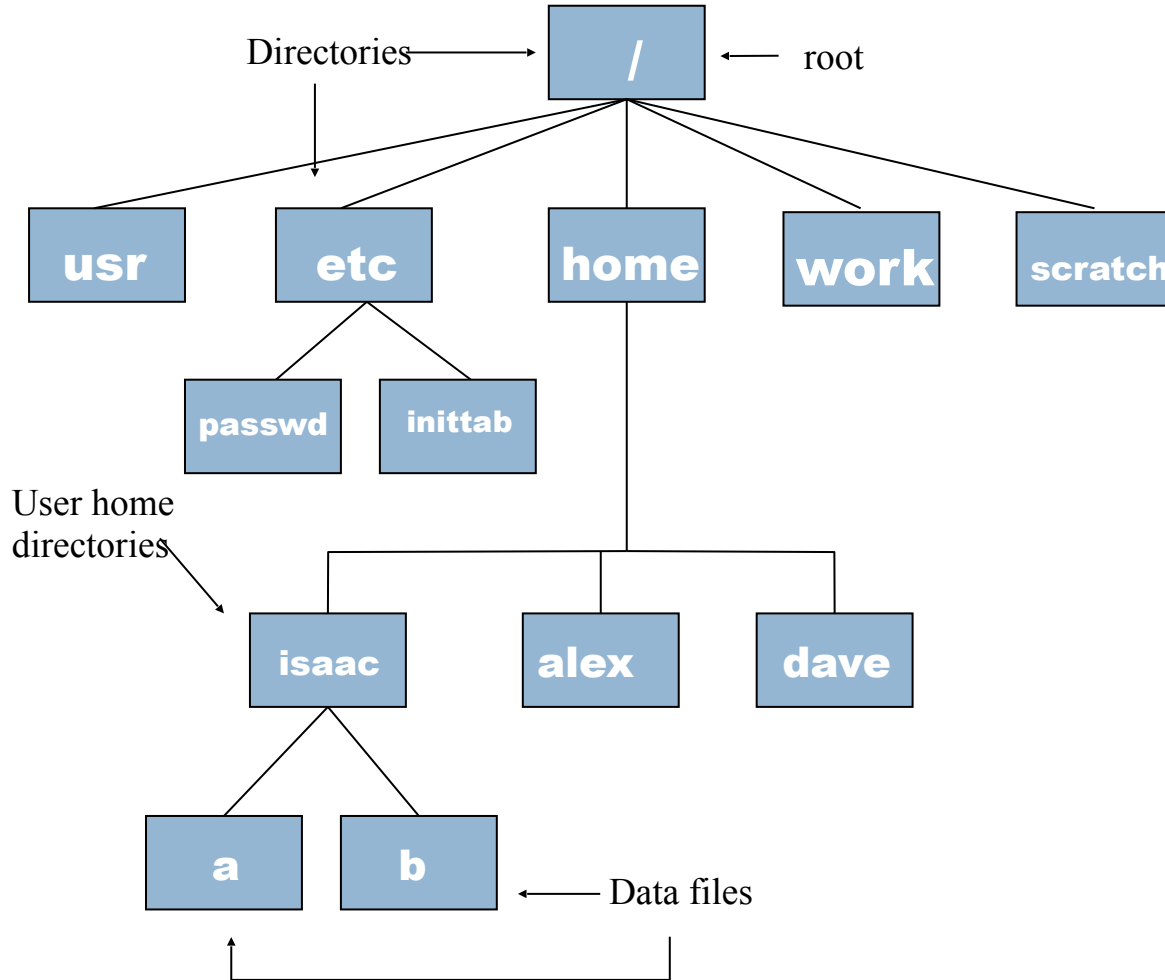 Directories
/
root
usr
etc
home
work
scratch
passwd
inittab
User home
directories
isaac
alex
dave
a
b
Data files